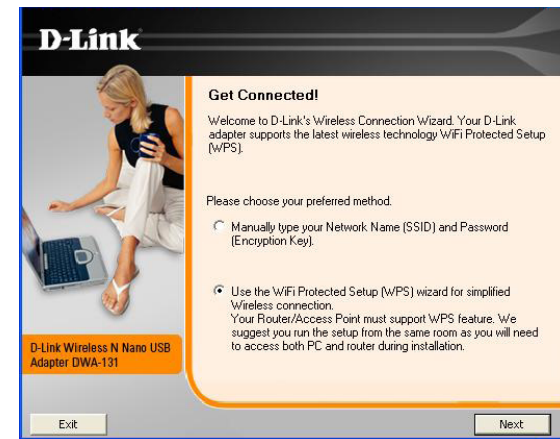 D-Link
Get Connected!
Welcome to D-Link's Wireless Connection Wizard. Your D-Link
adapter supports the latest wireless technology WiFi Protected Setup
(WPS).
Please choose your preferred method.
Manually type your Network Name (SSID) and Password
(Encryption Key).
Use the WiFi Protected Setup (WPS) wizard for simplified
Wireless connection.
Your Router/Access Point must support WPS feature. We
suggest you run the setup from the same room as you will need
to access both PC and router during installation.
D-Link Wireless N Nano USB
Adapter DWA-131
Exit
Next